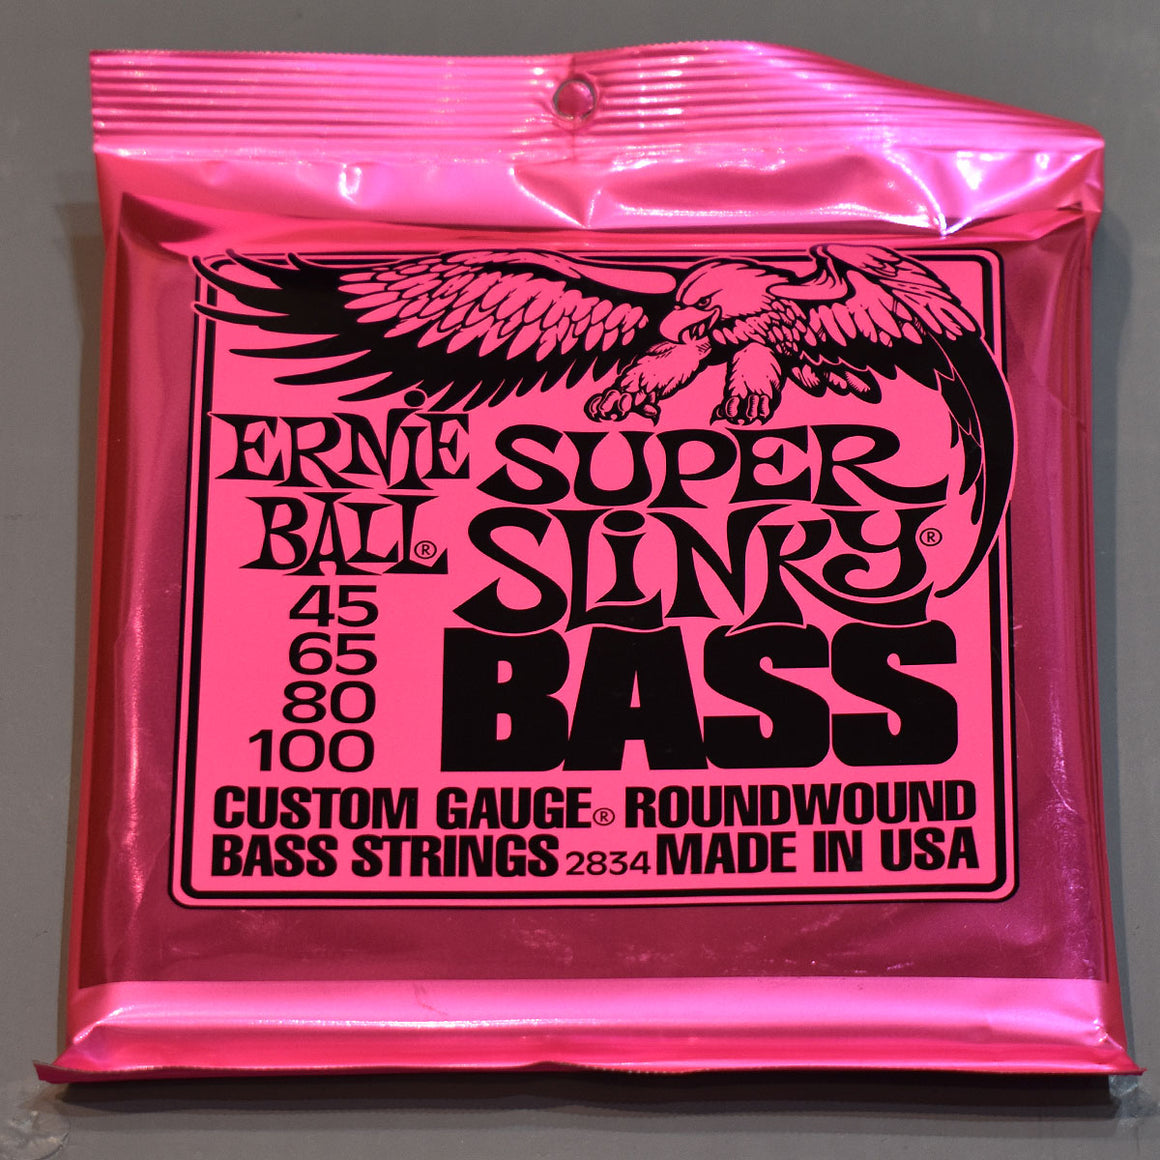 ERNiE
BALL®
SUPER
SLiNKY®
BASS
45
65
80
100
CUSTOM GAUGE® ROUNDWOUND
BASS STRINGS 2834 MADE IN USA